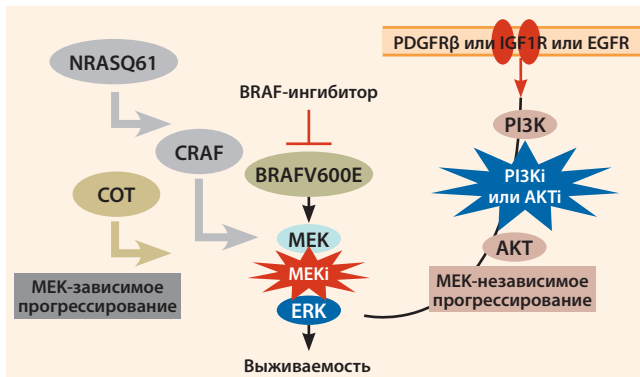 PDGFRβ или IGF1R или EGFR
NRASQ61
BRAF-ингибитор
PI3K
CRAF
BRAFV600E
PI3Ki
или AKTi
COT
MEK
AKT
MEKi
MEK-зависимое
прогрессирование
MEK-независимое
прогрессирование
ERK
Выживаемость